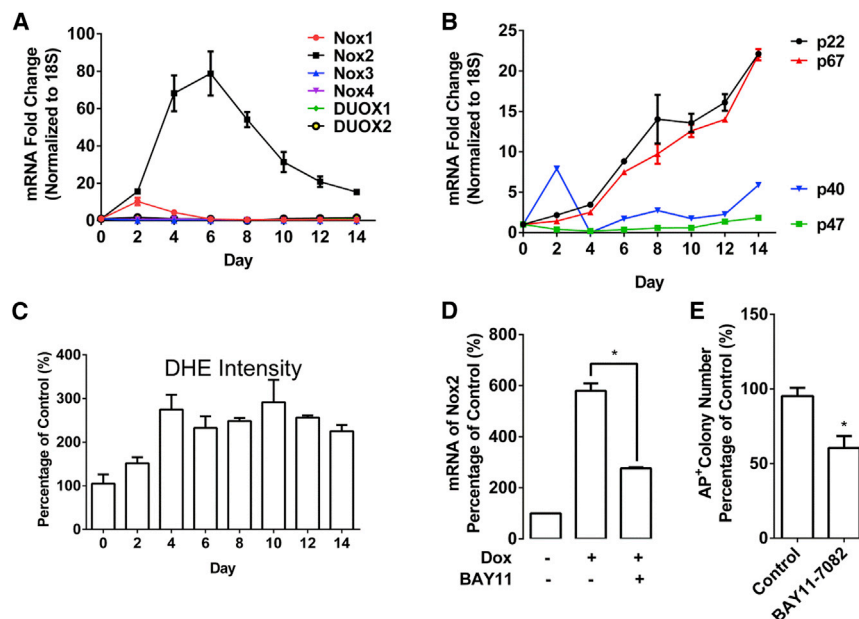 A
mRNA Fold Change
(Normalized to 18S)
100
80
60
40
20
0
0 2 4 6 8 10 12 14
Day
Nox1
Nox2
Nox3
Nox4
DUOX1
DUOX2
B
mRNA Fold Change
(Normalized to 18S)
25
20
15
10
5
0
0 2 4 6 8 10 12 14
Day
p22
p67
p40
p47
C
DHE Intensity
Percentage of Control (%)
400
300
200
100
0
0 2 4 6 8 10 12 14
Day
D
mRNA of Nox2
Percentage of Control (%)
800
600
400
200
0
*
Dox - + +
BAY11 - - +
E
AP+Colony Number
Percentage of Control (%)
150
100
50
0
*
Control
BAY11-7082